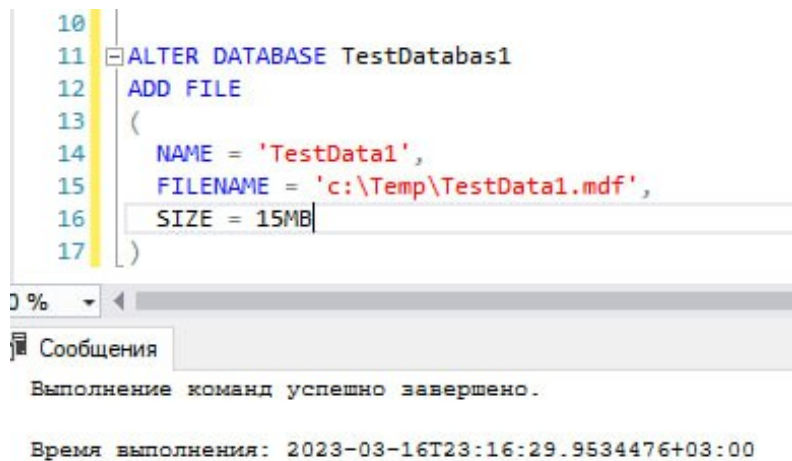 10
11 ALTER DATABASE TestDatabas1
12 ADD FILE
13 (
14 NAME = 'TestData1',
15 FILENAME = 'c:\Temp\TestData1.mdf',
16 SIZE = 15MB
17 )
0 %
Сообщения
Выполнение команд успешно завершено.
Время выполнения: 2023-03-16T23:16:29.9534476+03:00